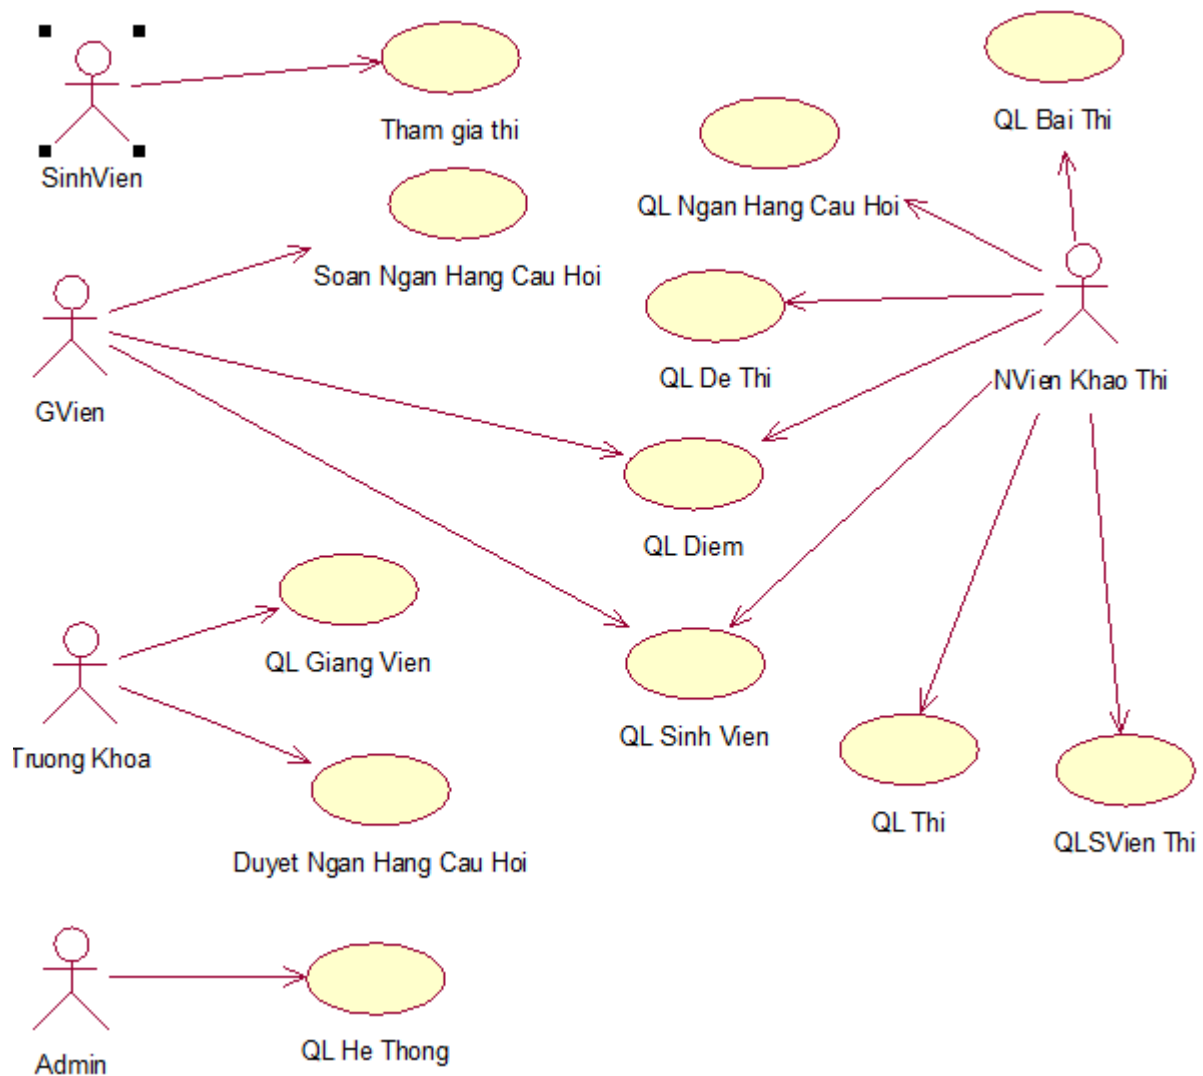 Tham gia thi
QL Bai Thi
SinhVien
QL Ngan Hang Cau Hoi
Soan Ngan Hang Cau Hoi
QL De Thi
NVien Khao Thi
GVien
QL Diem
QL Giang Vien
QL Sinh Vien
Truong Khoa
QL Thi
QLSVien Thi
Duyet Ngan Hang Cau Hoi
QL He Thong
Admin